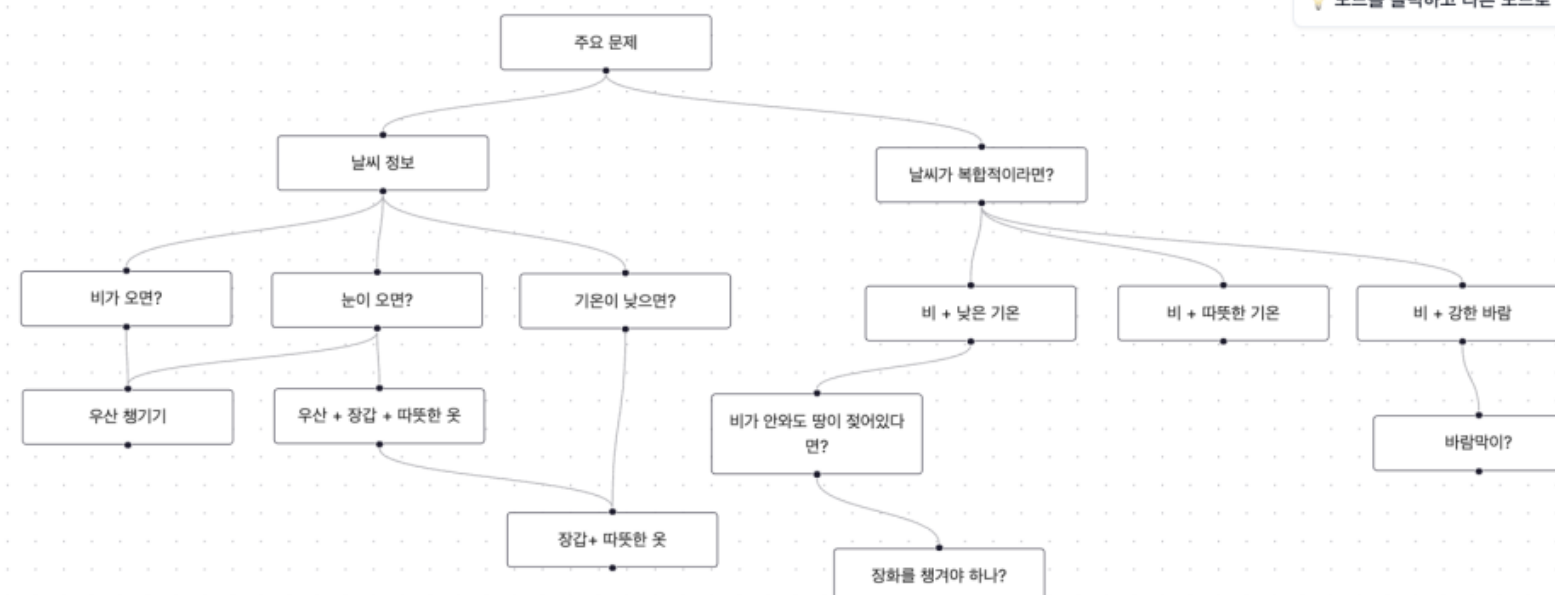 주요 문제
날씨 정보
날씨가 복합적이라면?
비가 오면?
눈이 오면?
기온이 낮으면?
비 + 낮은 기온
비 + 따뜻한 기온
비 + 강한 바람
우산 챙기기
우산 + 장갑 + 따뜻한 옷
비가 안와도 땅이 젖어있다
면?
바람막이?
장갑+ 따뜻한 옷
장화를 챙겨야 하나?